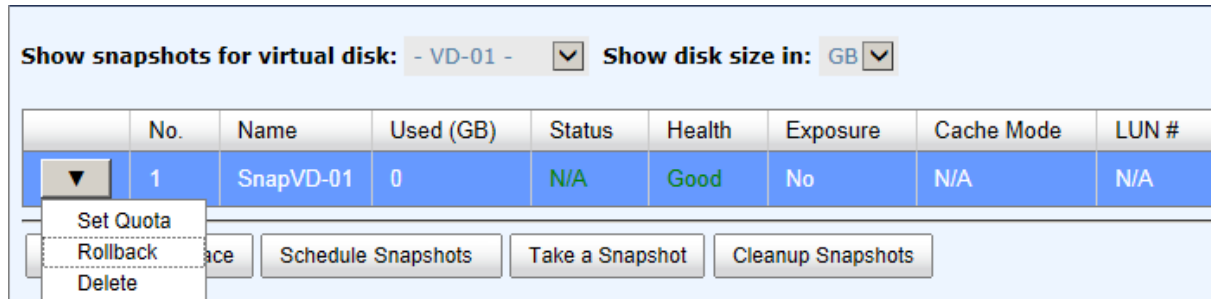 Show snapshots for virtual disk: - VD-01 - Show disk size in: GB
No. Name Used (GB) Status Health Exposure Cache Mode LUN #
▼ 1 SnapVD-01 0 N/A Good No N/A N/A
Set Quota
Rollback
Schedule Snapshots Take a Snapshot Cleanup Snapshots
Delete